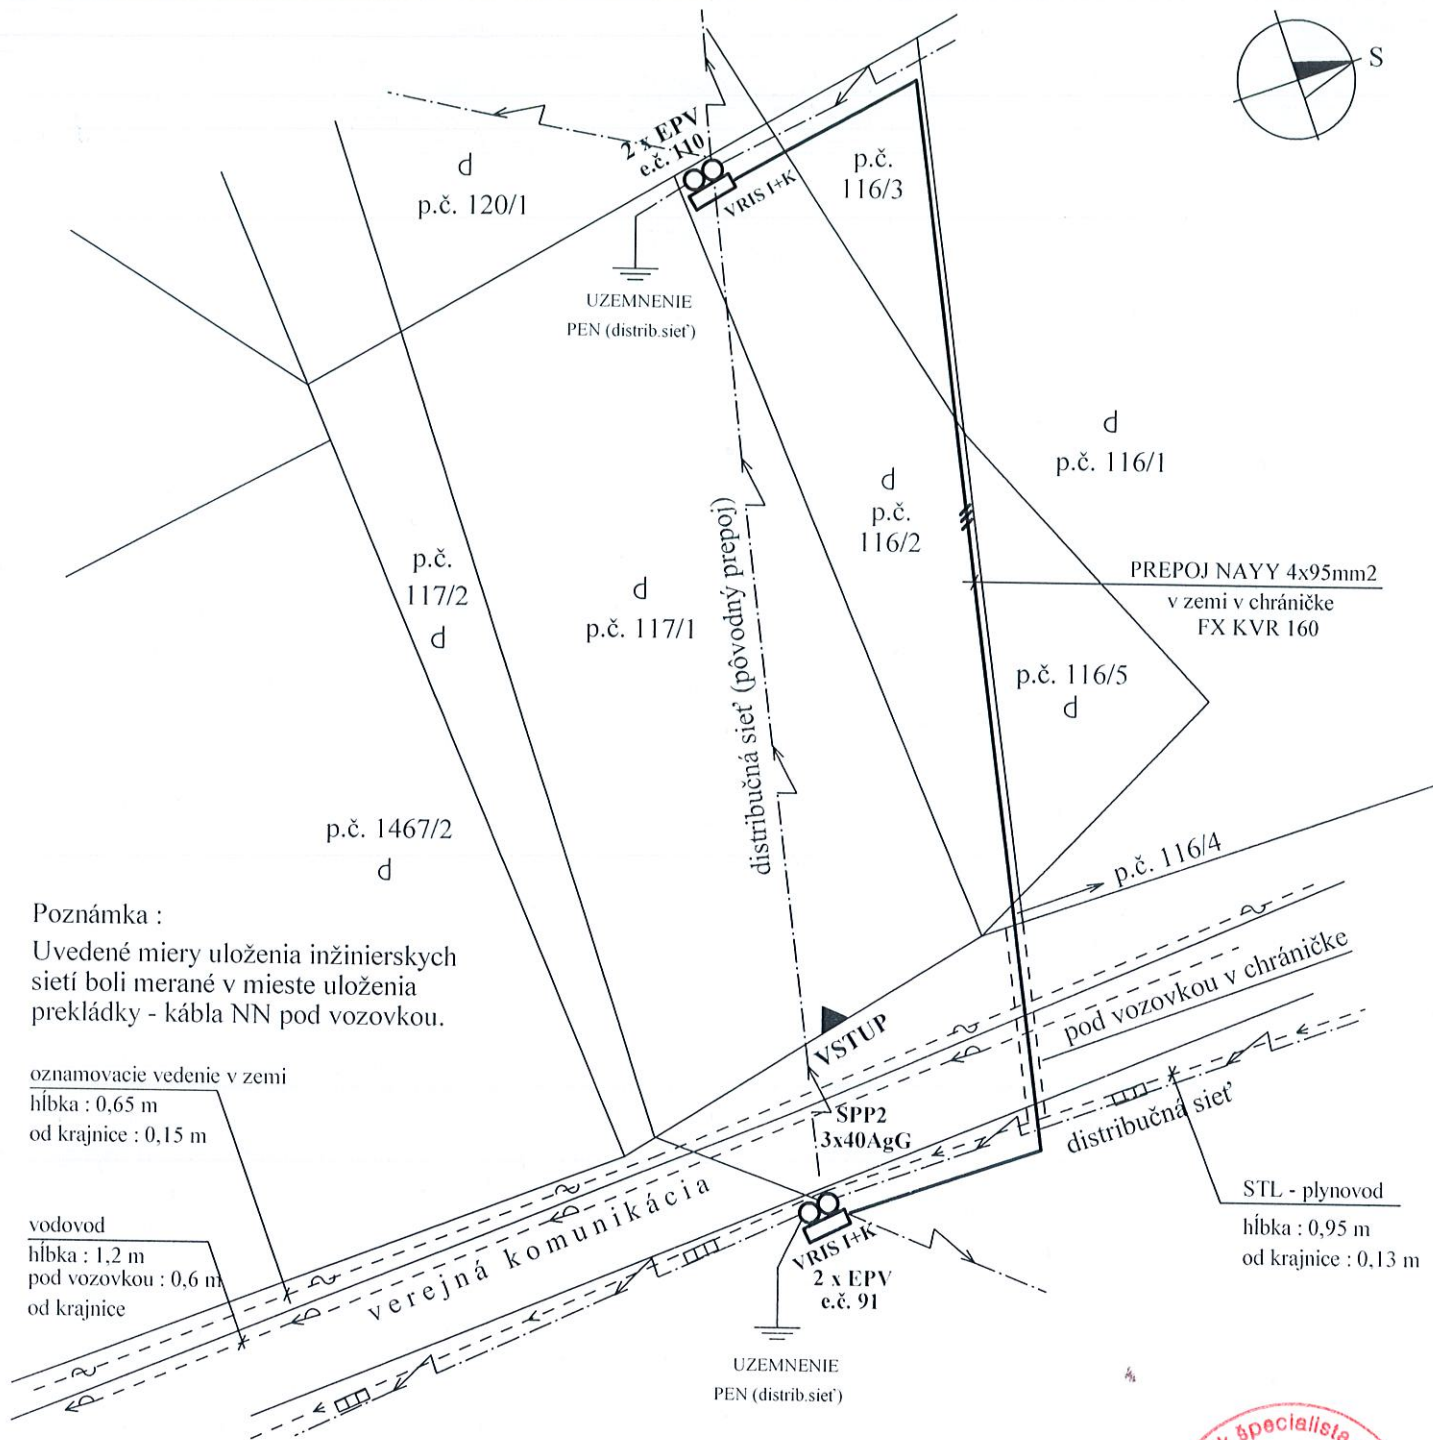 S
2 x EPV
e.č. 110
VRIS I+K
d
p.č. 120/1
p.č.
116/3
UZEMNENIE
PEN (distrib.sieť)
d
p.č. 116/1
d
p.č.
116/2
p.č.
117/2
d
d
p.č. 117/1
distribučná sieť (pôvodný prepoj)
PREPOJ NAYY 4x95mm2
v zemi v chráničke
FX KVR 160
p.č. 116/5
d
p.č. 1467/2
d
p.č. 116/4
Poznámka :
Uvedené miery uloženia inžinierskych
sietí boli merané v mieste uloženia
prekládky - kábla NN pod vozovkou.
pod vozovkou v chráničke
VSTUP
oznamovacie vedenie v zemi
hĺbka : 0,65 m
od krajnice : 0,15 m
SPP2
3x40AgG
distribučná sieť
verejná komunikácia
STL - plynovod
hĺbka : 0,95 m
od krajnice : 0,13 m
vodovod
hĺbka : 1,2 m
pod vozovkou : 0,6 m
od krajnice
VRIS I+K
2 x EPV
e.č. 91
UZEMNENIE
PEN (distrib.sieť)
špecialista